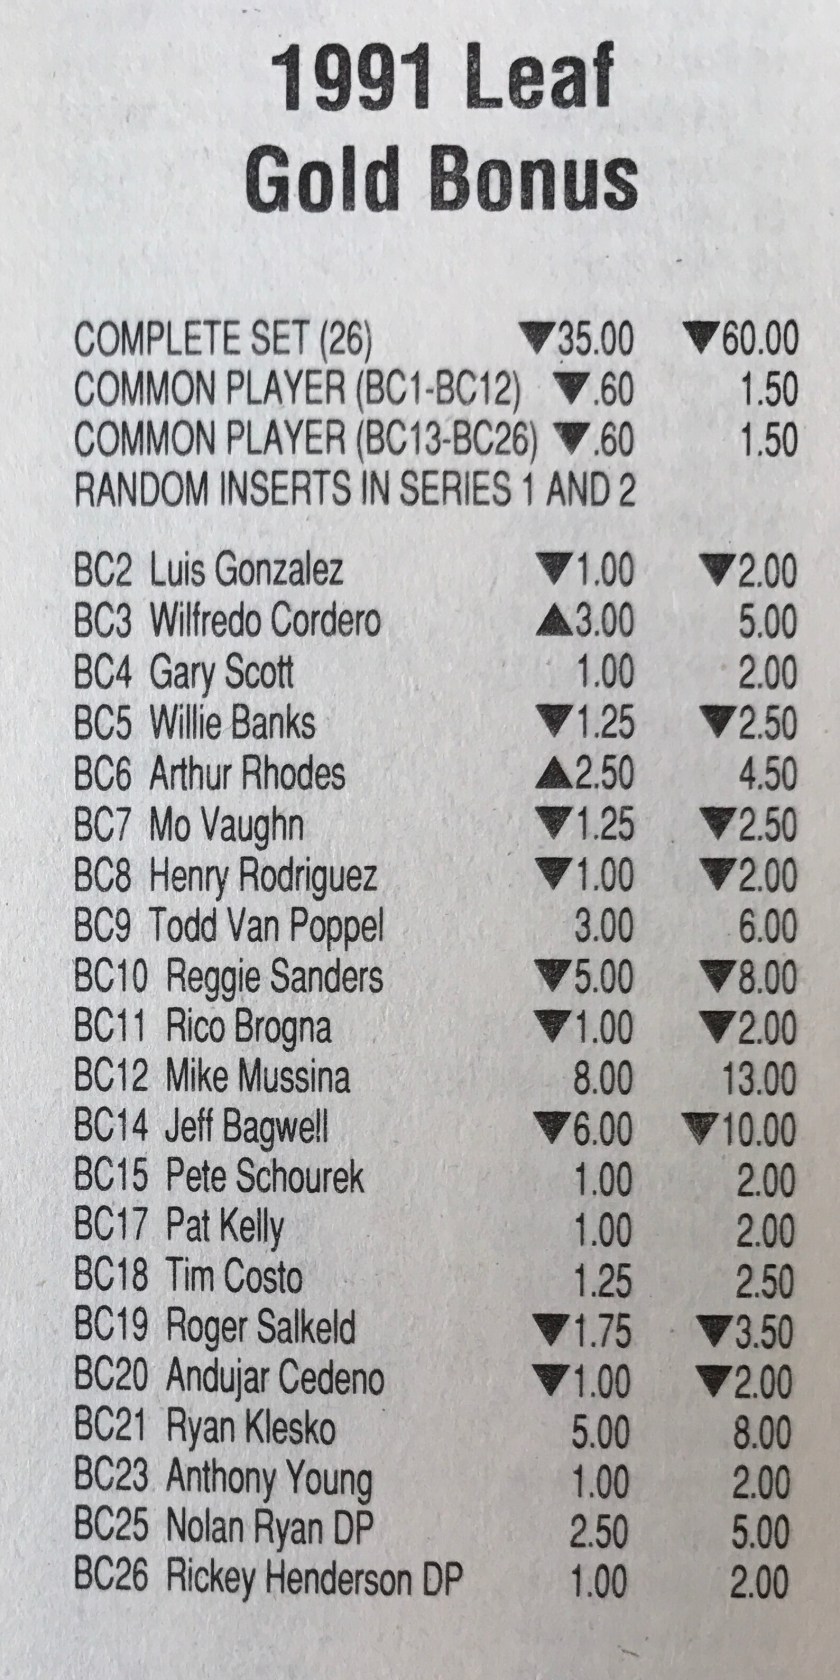 1991 Leaf
Gold Bonus
COMPLETE SET (26) ▼35.00 ▼60.00
COMMON PLAYER (BC1-BC12) ▼.60 1.50
COMMON PLAYER (BC13-BC26) ▼.60 1.50
RANDOM INSERTS IN SERIES 1 AND 2
BC2 Luis Gonzalez ▼1.00 ▼2.00
BC3 Wilfredo Cordero ▲3.00 5.00
BC4 Gary Scott 1.00 2.00
BC5 Willie Banks ▼1.25 ▼2.50
BC6 Arthur Rhodes ▲2.50 4.50
BC7 Mo Vaughn ▼1.25 ▼2.50
BC8 Henry Rodriguez ▼1.00 ▼2.00
BC9 Todd Van Poppel 3.00 6.00
BC10 Reggie Sanders ▼5.00 ▼8.00
BC11 Rico Brogna ▼1.00 ▼2.00
BC12 Mike Mussina 8.00 13.00
BC14 Jeff Bagwell ▼6.00 ▼10.00
BC15 Pete Schourek 1.00 2.00
BC17 Pat Kelly 1.00 2.00
BC18 Tim Costo 1.25 2.50
BC19 Roger Salkeld ▼1.75 ▼3.50
BC20 Andujar Cedeno ▼1.00 ▼2.00
BC21 Ryan Klesko 5.00 8.00
BC23 Anthony Young 1.00 2.00
BC25 Nolan Ryan DP 2.50 5.00
BC26 Rickey Henderson DP 1.00 2.00